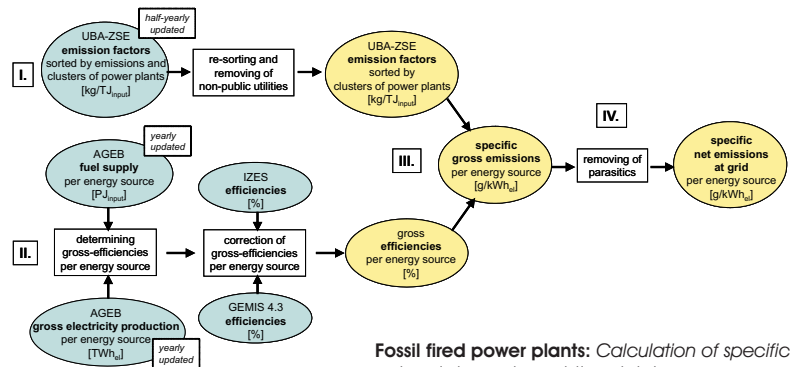 half-yearly
updated
UBA-ZSE
emission factors
sorted by emissions and
clusters of power plants
[kg/TJinput]
I.
re-sorting and
removing of
non-public utilities
UBA-ZSE
emission factors
sorted by
clusters of power plants
[kg/TJinput]
yearly
updated
AGEB
fuel supply
per energy source
[PJinput]
IZES
efficiencies
[%]
III.
specific
gross emissions
per energy source
[g/kWhel]
IV.
removing of
parasitics
specific
net emissions
at grid
per energy source
[g/kWhel]
II.
determining
gross-efficiencies
per energy source
correction of
gross-efficiencies
per energy source
gross
efficiencies
per energy source
[%]
AGEB
gross electricity production
per energy source
[TWhel]
yearly
updated
GEMIS 4.3
efficiencies
[%]
Fossil fired power plants: Calculation of specific